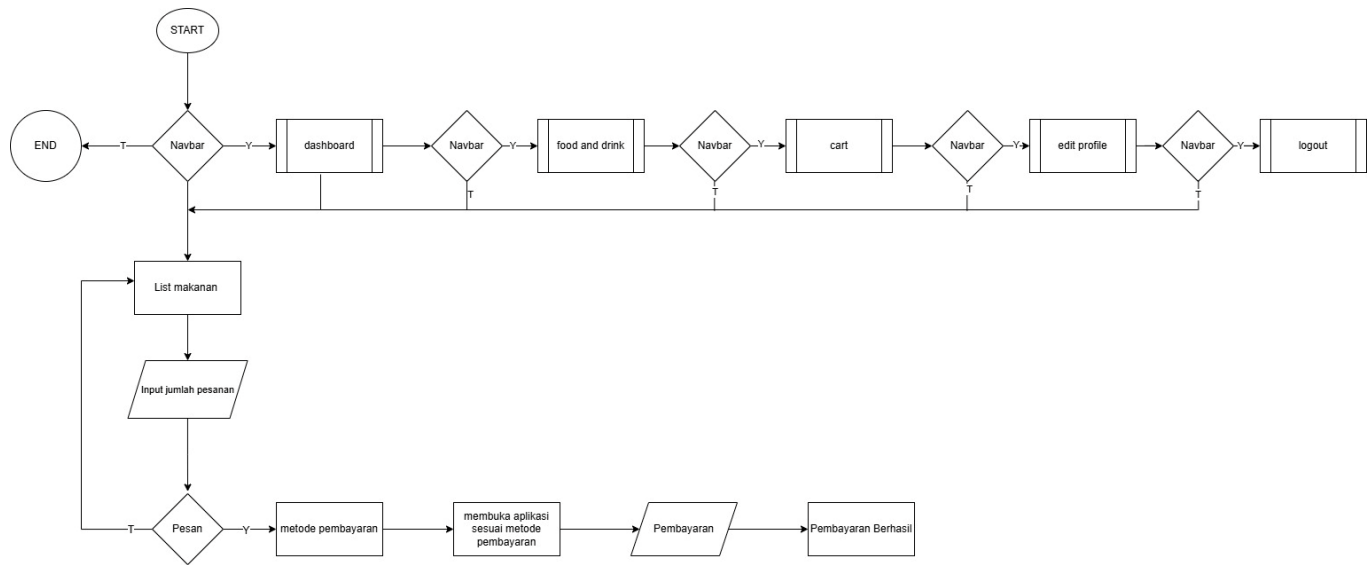 START
END
T
Navbar
Y
dashboard
Navbar
Y
food and drink
Navbar
Y
cart
Navbar
Y
edit profile
Navbar
Y
logout
T
T
T
T
List makanan
Input jumlah pesanan
T
Pesan
Y
metode pembayaran
membuka aplikasi
sesuai metode
pembayaran
Pembayaran
Pembayaran Berhasil